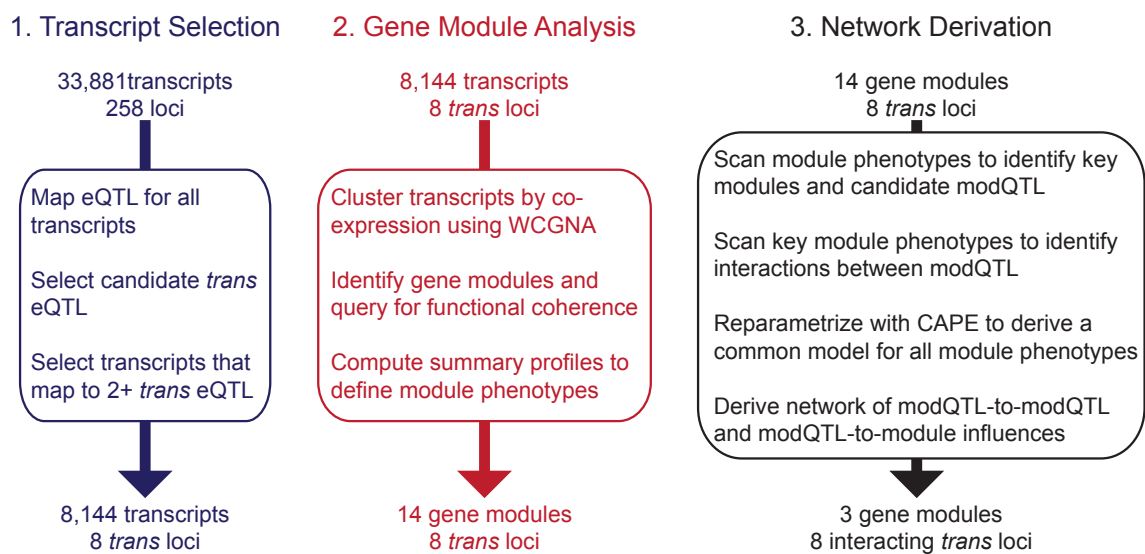 1. Transcript Selection
33,881transcripts
258 loci
Map eQTL for all
transcripts
Select candidate trans
eQTL
Select transcripts that
map to 2+ trans eQTL
8,144 transcripts
8 trans loci
2. Gene Module Analysis
8,144 transcripts
8 trans loci
Cluster transcripts by co-
expression using WCGNA
Identify gene modules and
query for functional coherence
Compute summary profiles to
define module phenotypes
14 gene modules
8 trans loci
3. Network Derivation
14 gene modules
8 trans loci
Scan module phenotypes to identify key
modules and candidate modQTL
Scan key module phenotypes to identify
interactions between modQTL
Reparametrize with CAPE to derive a
common model for all module phenotypes
Derive network of modQTL-to-modQTL
and modQTL-to-module influences
3 gene modules
8 interacting trans loci